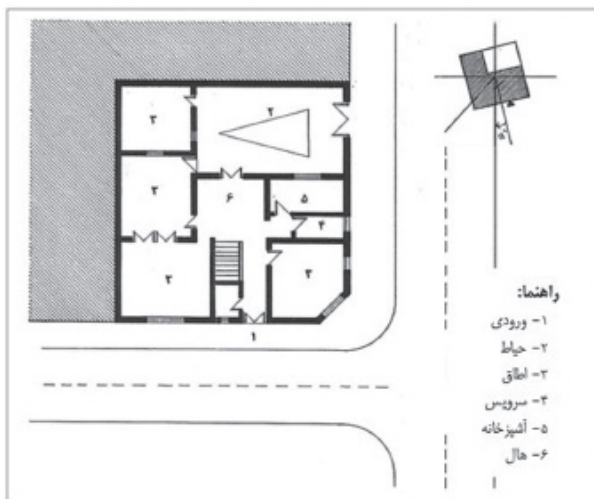 ۲
۳
۳
۶
۵
۴
۳
۳
۱
راهنما:
۱- ورودی
۲- حیاط
۳- اطاق
۴- سرویس
۵- آشپزخانه
۶- هال